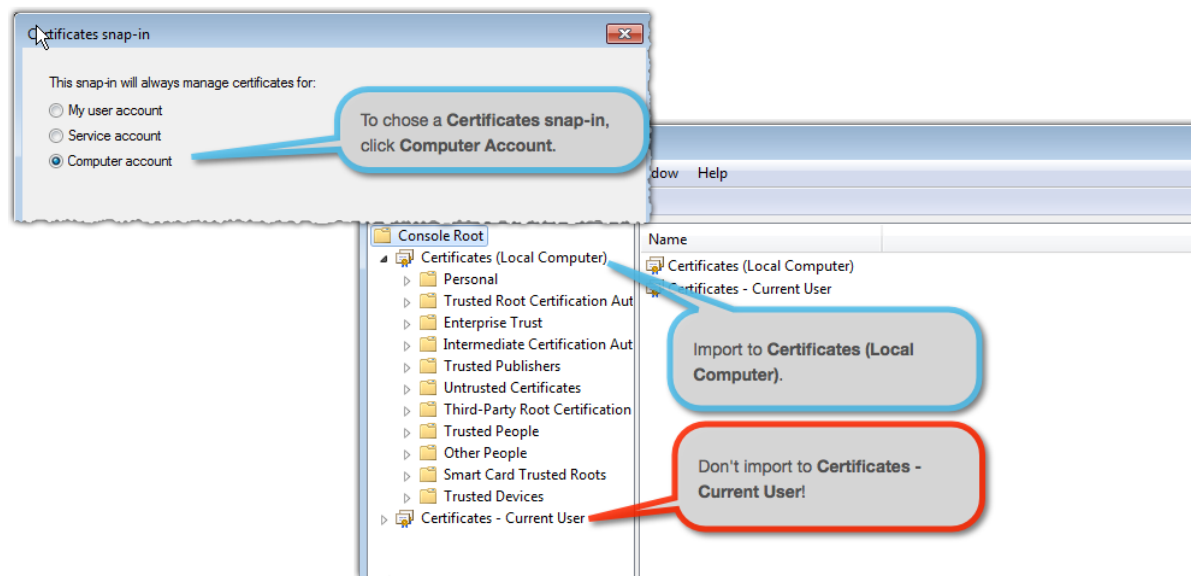 Certificates snap-in
This snap-in will always manage certificates for:
My user account
Service account
Computer account
To chose a Certificates snap-in,
click Computer Account.
dow Help
Console Root
Certificates (Local Computer)
Personal
Trusted Root Certification Aut
Enterprise Trust
Intermediate Certification Aut
Trusted Publishers
Untrusted Certificates
Third-Party Root Certification
Trusted People
Other People
Smart Card Trusted Roots
Trusted Devices
Certificates - Current User
Name
Certificates (Local Computer)
Certificates - Current User
Import to Certificates (Local
Computer).
Don't import to Certificates -
Current User!